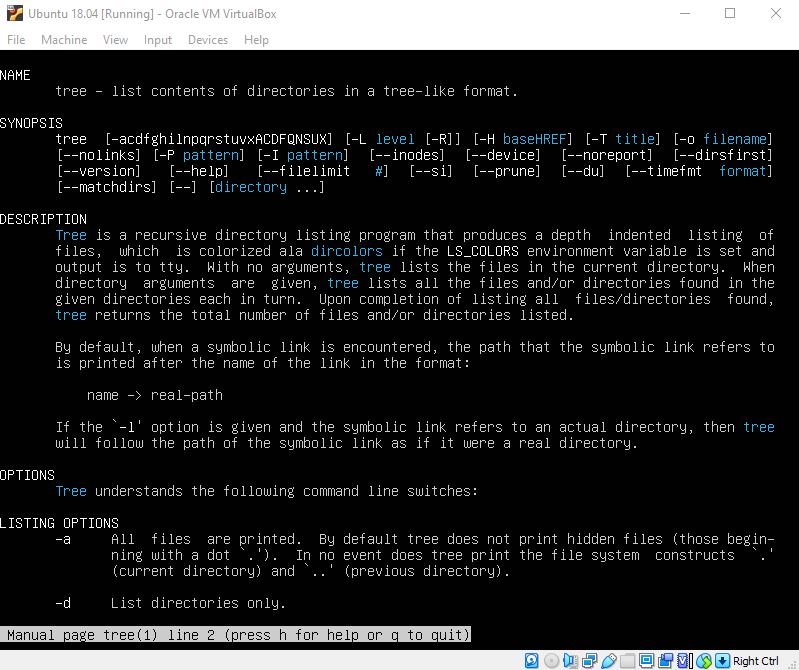 Ubuntu 18.04 [Running] - Oracle VM VirtualBox
File Machine View Input Devices Help
NAME
tree - list contents of directories in a tree-like format.
SYNOPSIS
tree [-acdfghilnpqrstuvxACDFQNSUX] [-L level [-R]] [-H baseHREF] [-T title] [-o filename]
[--nolinks] [-P pattern] [-I pattern] [--inodes] [--device] [--noreport] [--dirsfirst]
[--version] [--help] [--filelimit #] [--si] [--prune] [--du] [--timefmt format]
[--matchdirs] [--] [directory ...]
DESCRIPTION
Tree is a recursive directory listing program that produces a depth indented listing of
files, which is colorized ala dircolors if the LS_COLORS environment variable is set and
output is to tty. With no arguments, tree lists the files in the current directory. When
directory arguments are given, tree lists all the files and/or directories found in the
given directories each in turn. Upon completion of listing all files/directories found,
tree returns the total number of files and/or directories listed.
By default, when a symbolic link is encountered, the path that the symbolic link refers to
is printed after the name of the link in the format:
name -> real-path
If the `-l' option is given and the symbolic link refers to an actual directory, then tree
will follow the path of the symbolic link as if it were a real directory.
OPTIONS
Tree understands the following command line switches:
LISTING OPTIONS
-a All files are printed. By default tree does not print hidden files (those begin-
ning with a dot `.'). In no event does tree print the file system constructs `.'
(current directory) and `..' (previous directory).
-d List directories only.
Manual page tree(1) line 2 (press h for help or q to quit)
Right Ctrl